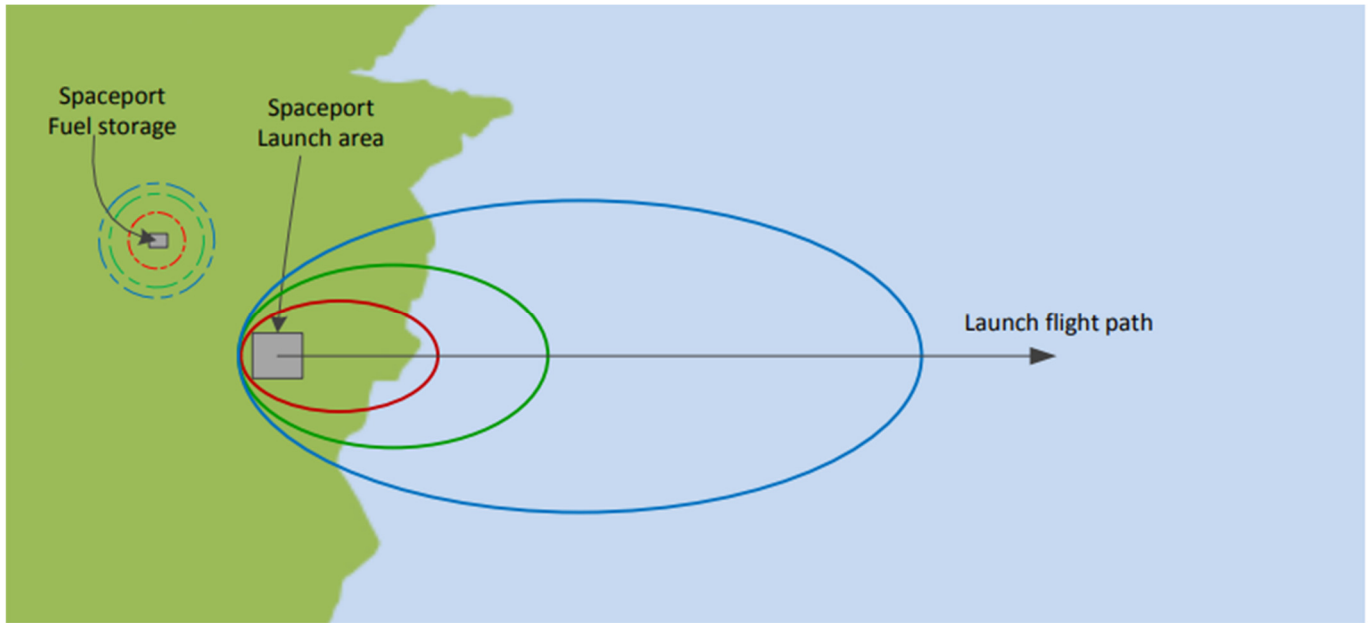 Spaceport
Fuel storage
Spaceport
Launch area
Launch flight path